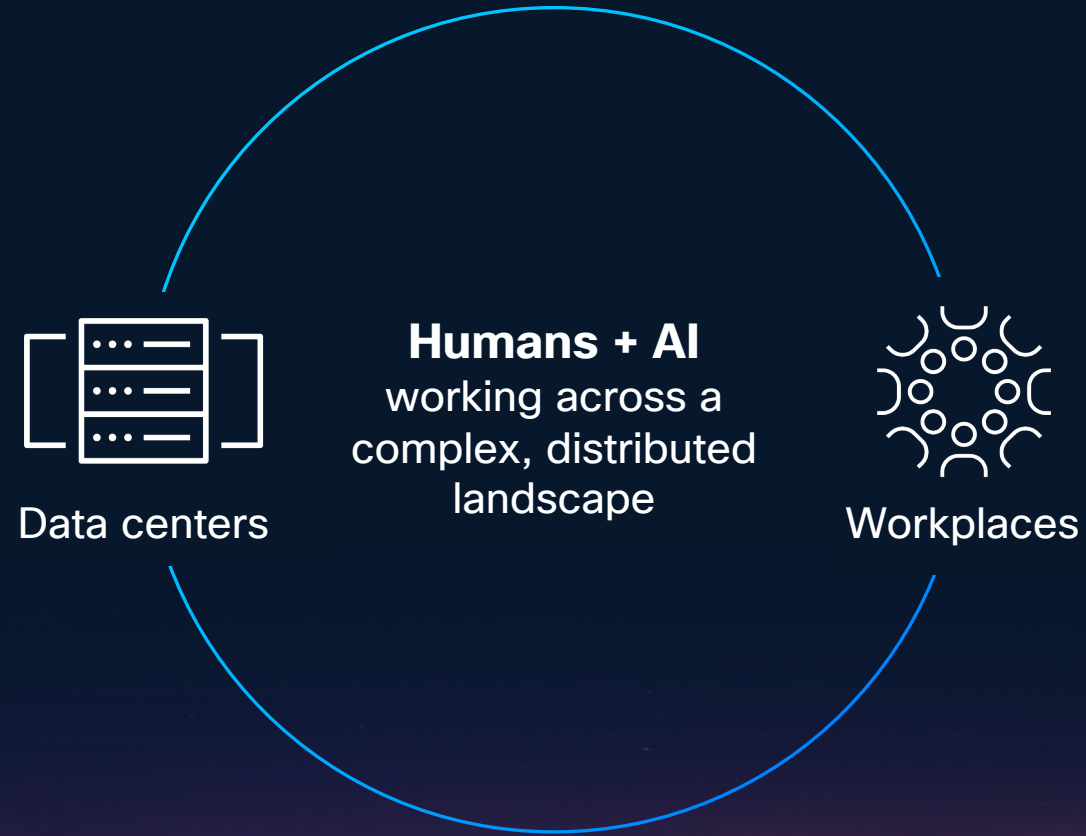 Humans + AI
working across a
complex, distributed
landscape
Data centers
Workplaces